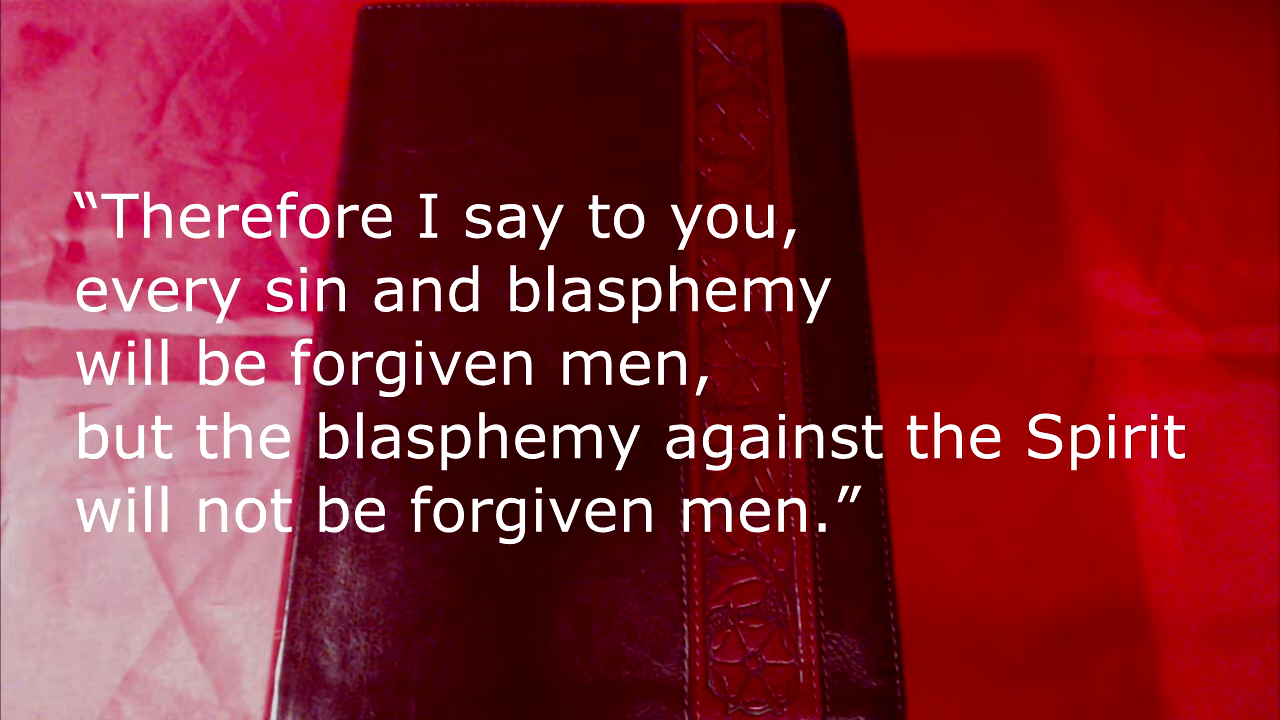 “Therefore I say to you,
every sin and blasphemy
will be forgiven men,
but the blasphemy against the Spirit
will not be forgiven men.”